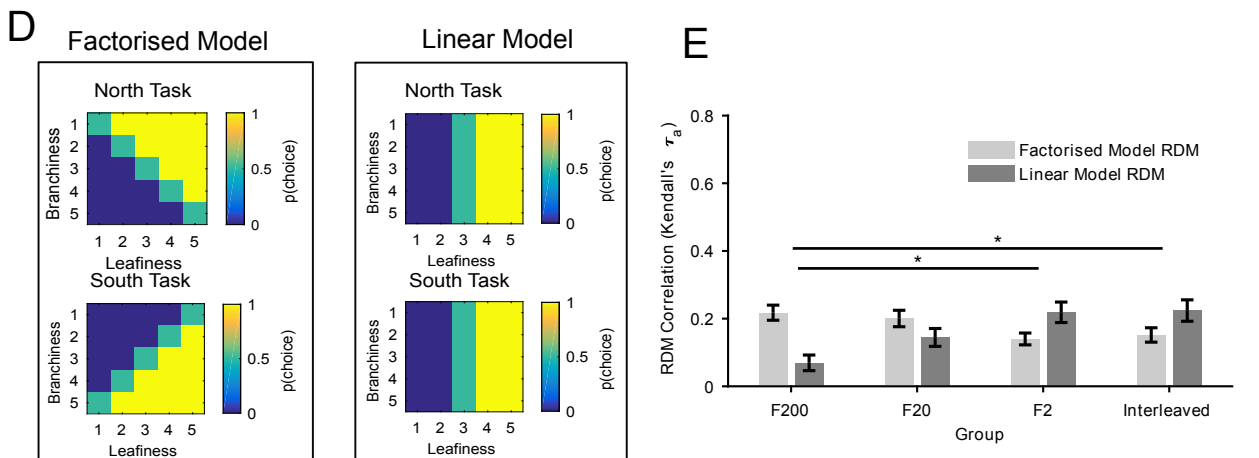 D
Factorised Model
North Task
Branchiness
1
2
3
4
5
1 2 3 4 5
Leafiness
1
0.5
0
p(choice)
South Task
Branchiness
1
2
3
4
5
1 2 3 4 5
Leafiness
1
0.5
0
p(choice)
Linear Model
North Task
Branchiness
1
2
3
4
5
1 2 3 4 5
Leafiness
1
0.5
0
p(choice)
South Task
Branchiness
1
2
3
4
5
1 2 3 4 5
Leafiness
1
0.5
0
p(choice)
E
RDM Correlation (Kendall's τa)
0.8
0.6
0.4
0.2
0
Factorised Model RDM
Linear Model RDM
*
*
F200 F20 F2 Interleaved
Group